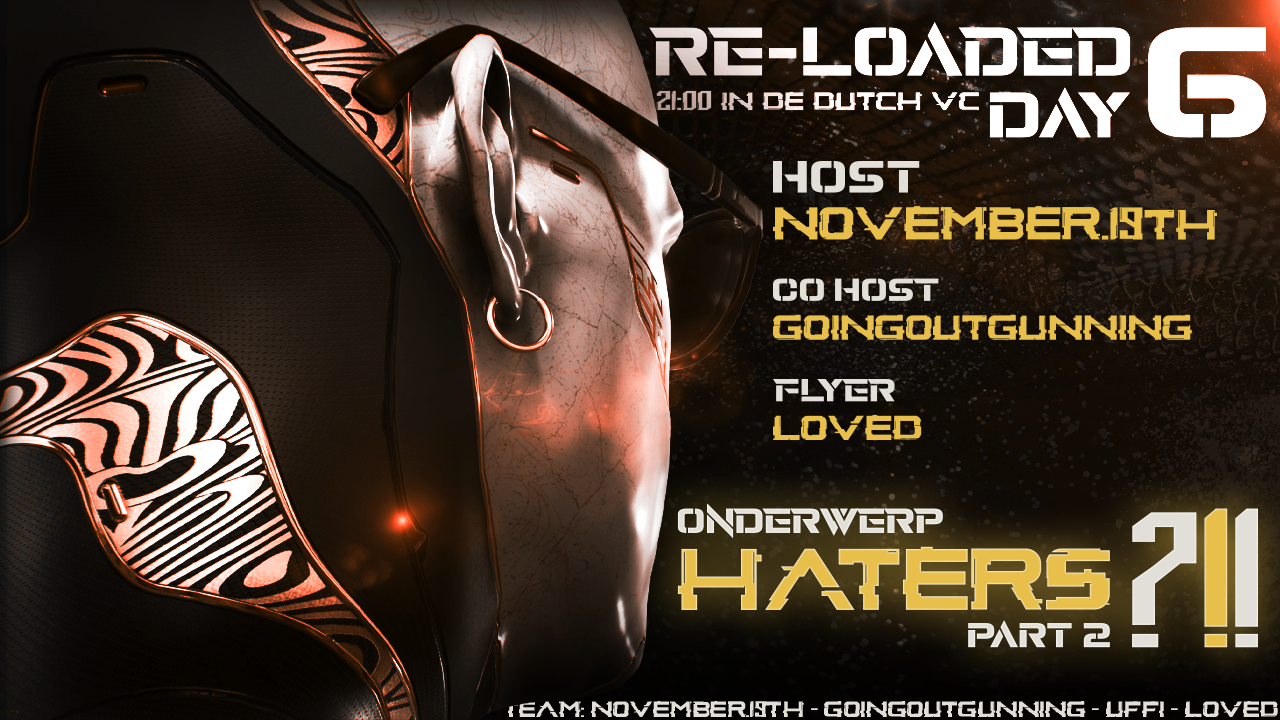 RE-LOADED
21:00 IN DE DUTCH VC
DAY 6
HOST
NOVEMBER.19TH
CO HOST
GOINGOUTGUNNING
FLYER
LOVED
ONDERWERP
HATERS ?!!
PART 2
TEAM: NOVEMBER.19TH - GOINGOUTGUNNING - UFFI - LOVED